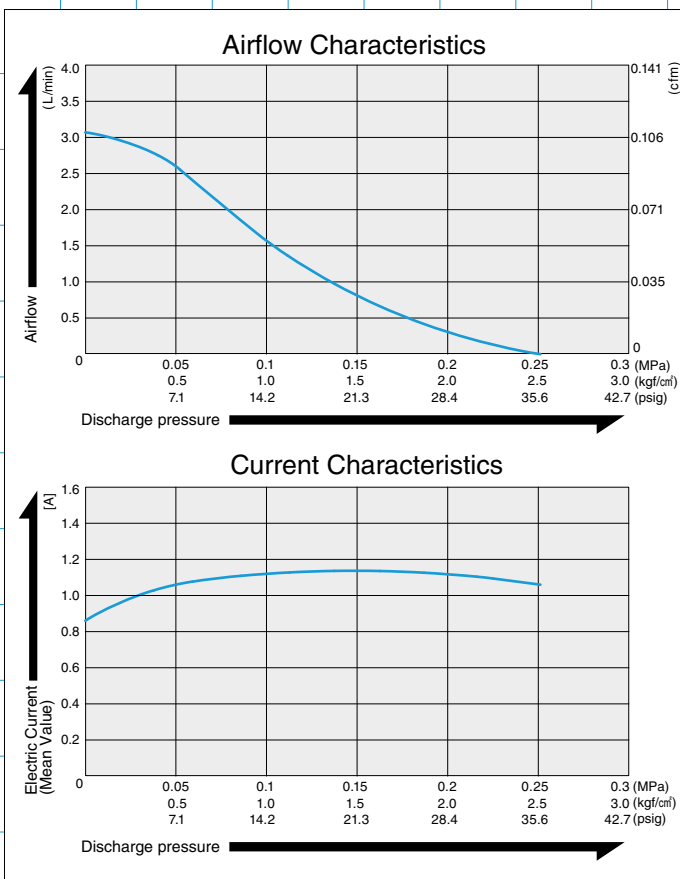 Airflow Characteristics
(L/min)
4.0
3.5
3.0
2.5
2.0
1.5
1.0
0.5
0
Airflow
0.141
0.106
0.071
0.035
0
(cfm)
0.05 0.1 0.15 0.2 0.25 0.3 (MPa)
0.5 1.0 1.5 2.0 2.5 3.0 (kgf/c㎡)
7.1 14.2 21.3 28.4 35.6 42.7 (psig)
Discharge pressure
Current Characteristics
[A]
1.6
1.4
1.2
1.0
0.8
0.6
0.4
0.2
0
Electric Current
(Mean Value)
0.05 0.1 0.15 0.2 0.25 0.3 (MPa)
0.5 1.0 1.5 2.0 2.5 3.0 (kgf/c㎡)
7.1 14.2 21.3 28.4 35.6 42.7 (psig)
Discharge pressure